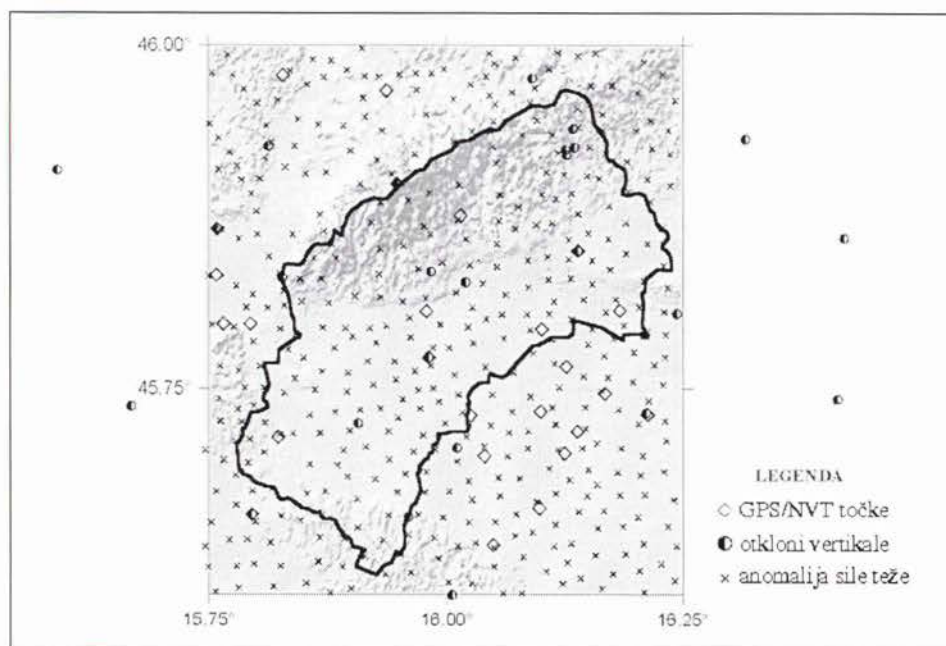 46.00°
45.75°
15.75°
16.00°
16.25°
LEGENDA
GPS/NVT točke
otkloni vertikale
anomalija sile teže